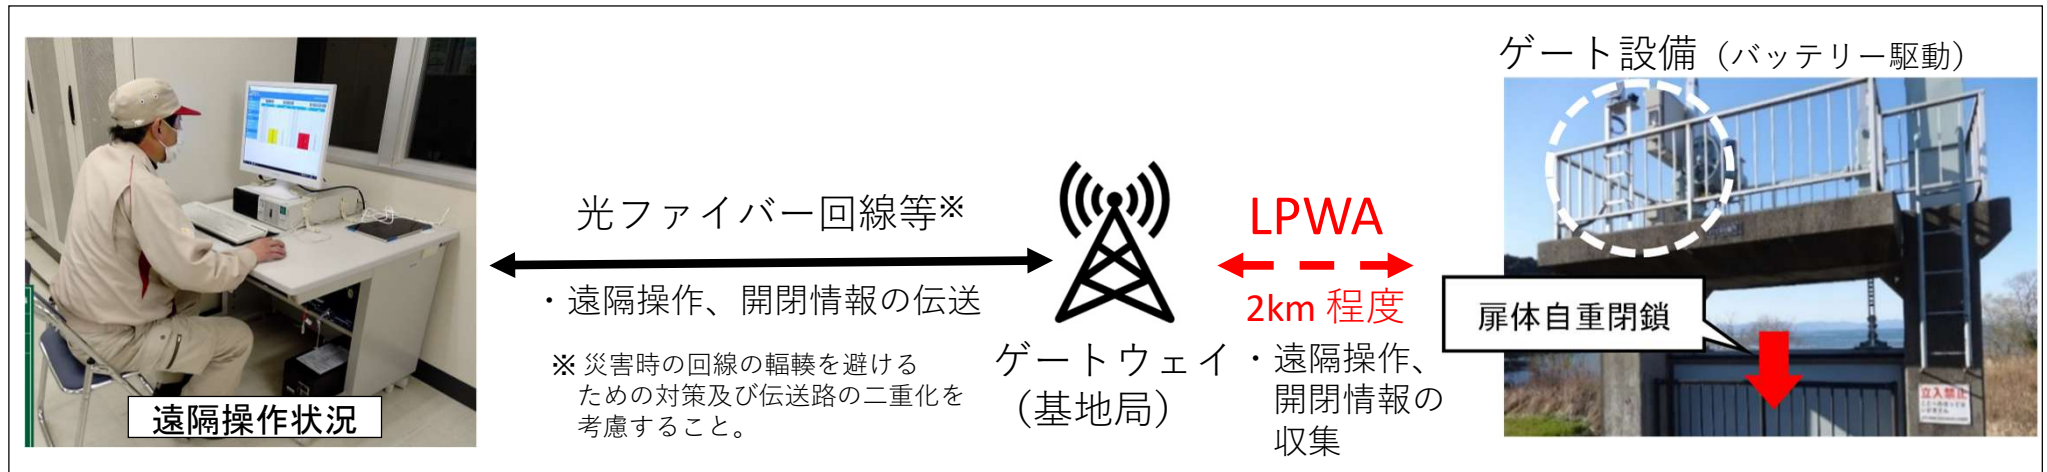 遠隔操作状況
光ファイバー回線等※
・遠隔操作、開閉情報の伝送
※ 災害時の回線の輻輳を避ける
ための対策及び伝送路の二重化を
考慮すること。
ゲートウェイ
（基地局）
LPWA
2km 程度
・遠隔操作、
開閉情報の
収集
ゲート設備（バッテリー駆動）
扉体自重閉鎖
立入禁止